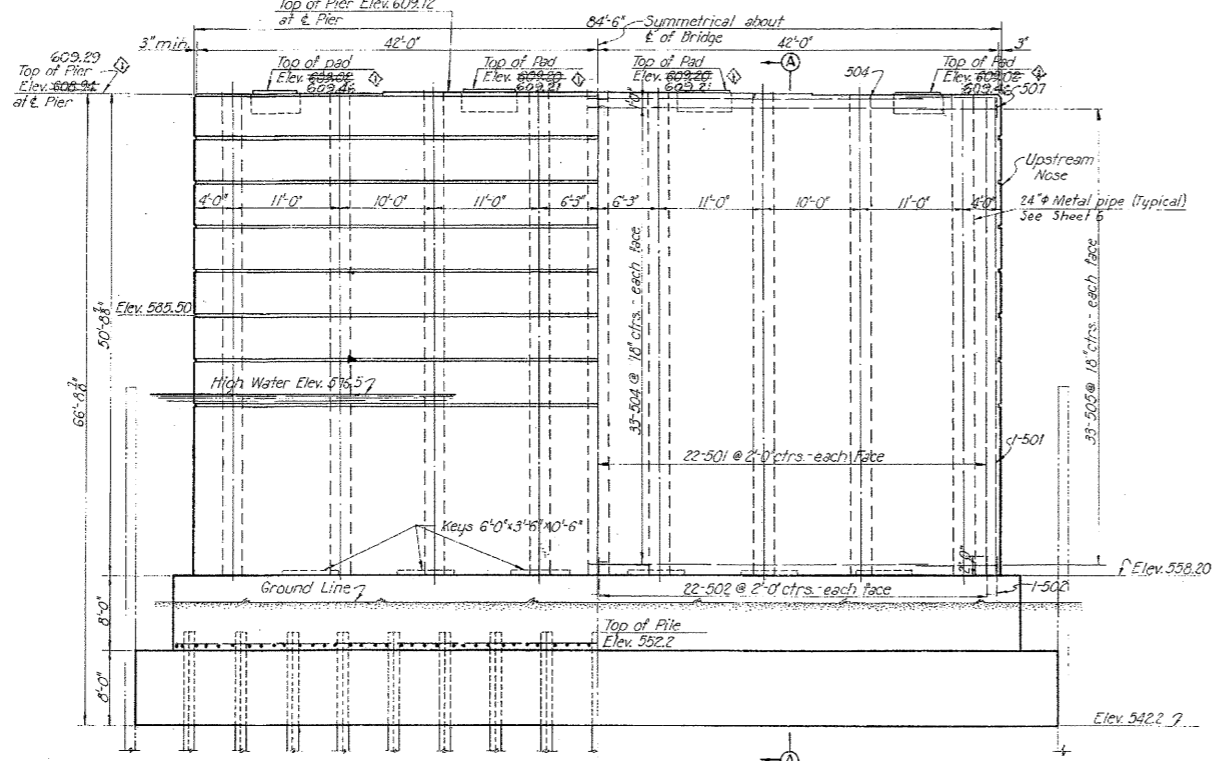 Top of Pier Elev. 609.12
at ℄ Pier
84'-6"
Symmetrical about
℄ of Bridge
3" min.
42'-0"
42'-0"
3"
609.29
Top of Pier
Elev. 608.94
at ℄ Pier
Top of pad
Elev. 609.02
609.46
Top of Pad
Elev. 609.20
609.21
Top of Pad
Elev. 609.20
609.21
A
504
Top of Pad
Elev. 609.02
507
1'-0"
Upstream
Nose
4'-0"
11'-0"
10'-0"
11'-0"
6'-3"
6'-3"
11'-0"
10'-0"
11'-0"
4'-0"
24"Φ Metal pipe (Typical)
See Sheet 6
33-504 @ 18" ctrs. - each face
33-505 @ 18" ctrs. - each face
Elev. 585.50
High Water Elev. 576.5
1-501
22-501 @ 2'-0" ctrs. - each Face
Keys 6'-0"x3'-6"x10'-6"
Elev. 558.20
Ground Line
22-502 @ 2'-0" ctrs. - each face
1-502
8'-0"
Top of Pile
Elev. 552.2
8'-0"
Elev. 542.2
A